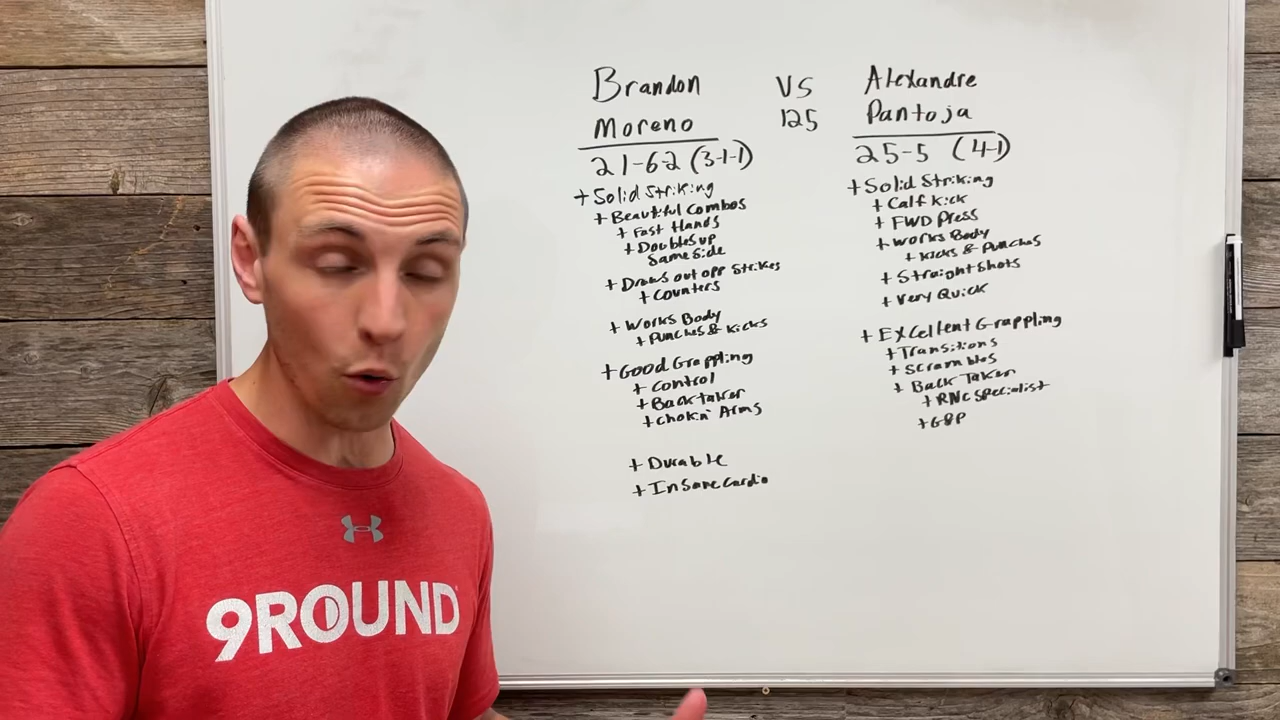 Brandon
Moreno
21-6-2 (3-1-1)
+ Solid Striking
+ Beautiful Combos
+ Fast Hands
+ Doubles up
Same Side
+ Draws out opp Strikes
+ Counters
+ Works Body
+ Punches & Kicks
+ Good Grappling
+ Control
+ Back taker
+ Chokin' Arms
+ Durable
+ Insane Cardio
VS
125
Alexandre
Pantoja
25-5 (4-1)
+ Solid Striking
+ Calf Kick
+ FWD Press
+ Works Body
+ Kicks & Punches
+ Straight Shots
+ Very Quick
+ Excellent Grappling
+ Transitions
+ Scrambles
+ Back Taker
+ RNC Specialist
+ G&P
9ROUND